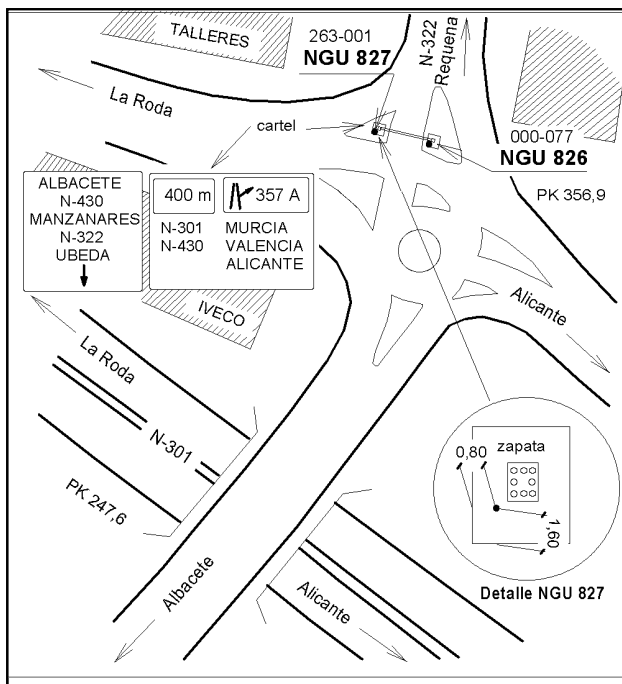 TALLERES
263-001
NGU 827
N-322
Requena
La Roda
cartel
000-077
NGU 826
PK 356,9
ALBACETE
N-430
MANZANARES
N-322
UBEDA
400 m
357 A
N-301
N-430
MURCIA
VALENCIA
ALICANTE
IVECO
Alicante
La Roda
N-301
PK 247,6
zapata
0,80
1,60
Detalle NGU 827
Albacete
Alicante